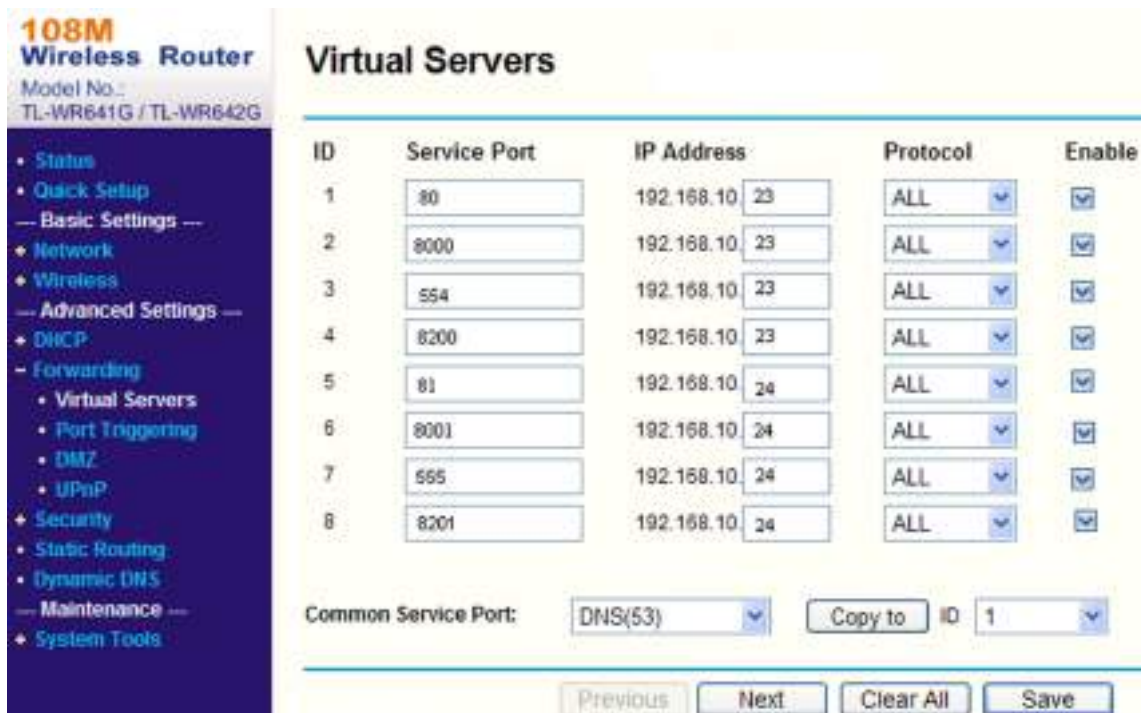 108M
Wireless Router
Model No.:
TL-WR641G / TL-WR642G
• Status
• Quick Setup
--- Basic Settings ---
+ Network
+ Wireless
--- Advanced Settings ---
+ DHCP
- Forwarding
• Virtual Servers
• Port Triggering
• DMZ
• UPnP
+ Security
• Static Routing
• Dynamic DNS
--- Maintenance ---
+ System Tools
Virtual Servers
ID Service Port IP Address Protocol Enable
1 80 192.168.10. 23 ALL
2 8000 192.168.10. 23 ALL
3 554 192.168.10. 23 ALL
4 8200 192.168.10. 23 ALL
5 81 192.168.10. 24 ALL
6 8001 192.168.10. 24 ALL
7 555 192.168.10. 24 ALL
8 8201 192.168.10. 24 ALL
Common Service Port: DNS(53) Copy to ID 1
Previous Next Clear All Save